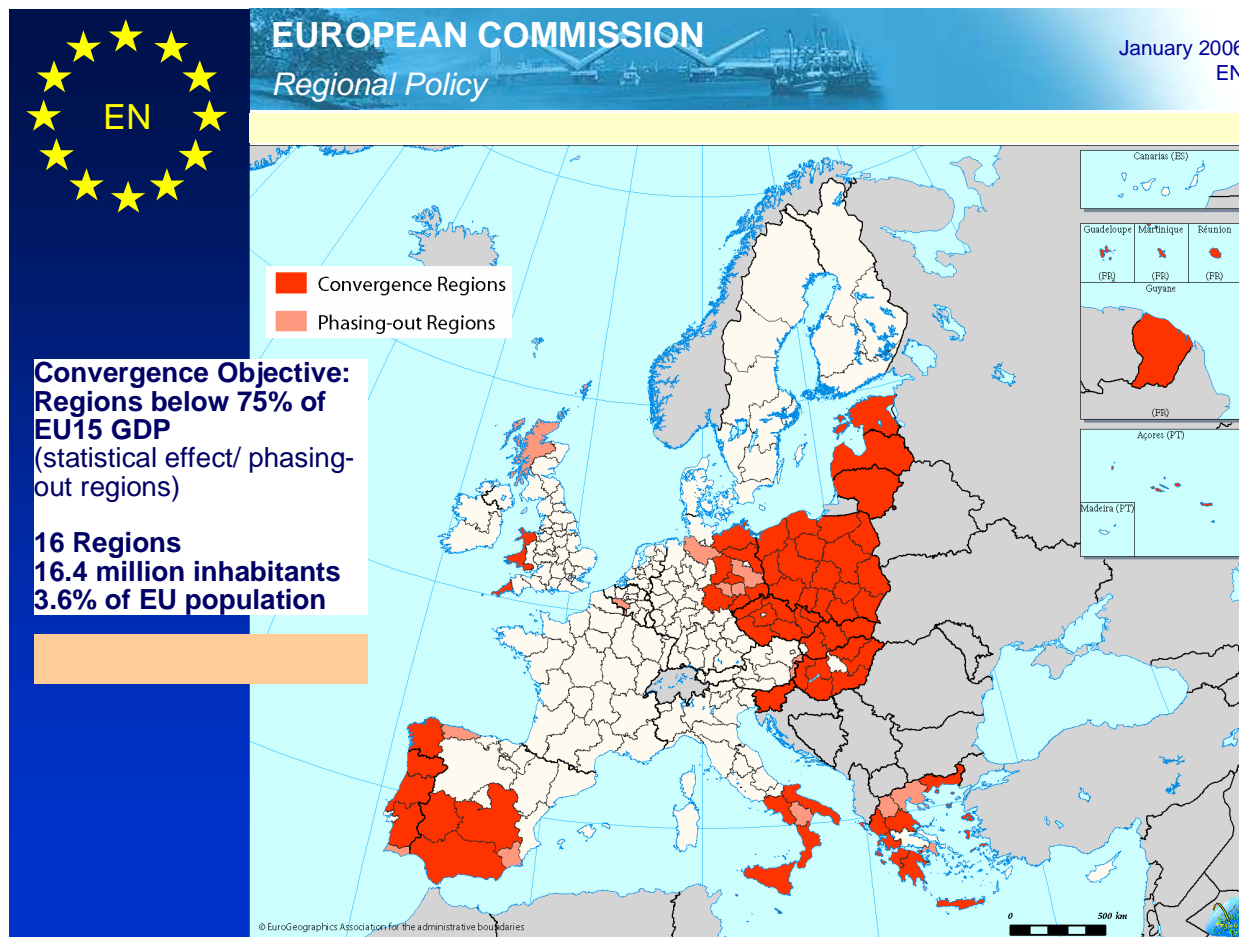 EN
EUROPEAN COMMISSION
Regional Policy
January 2006
EN
Convergence Regions
Phasing-out Regions
Convergence Objective:
Regions below 75% of
EU15 GDP
(statistical effect/ phasing-
out regions)
16 Regions
16.4 million inhabitants
3.6% of EU population
Canarias (ES)
Guadeloupe Martinique Réunion
(FR) (FR) (FR)
Guyane
(FR)
Açores (PT)
Madeira (PT)
0 500 km
© EuroGeographics Association for the administrative boundaries